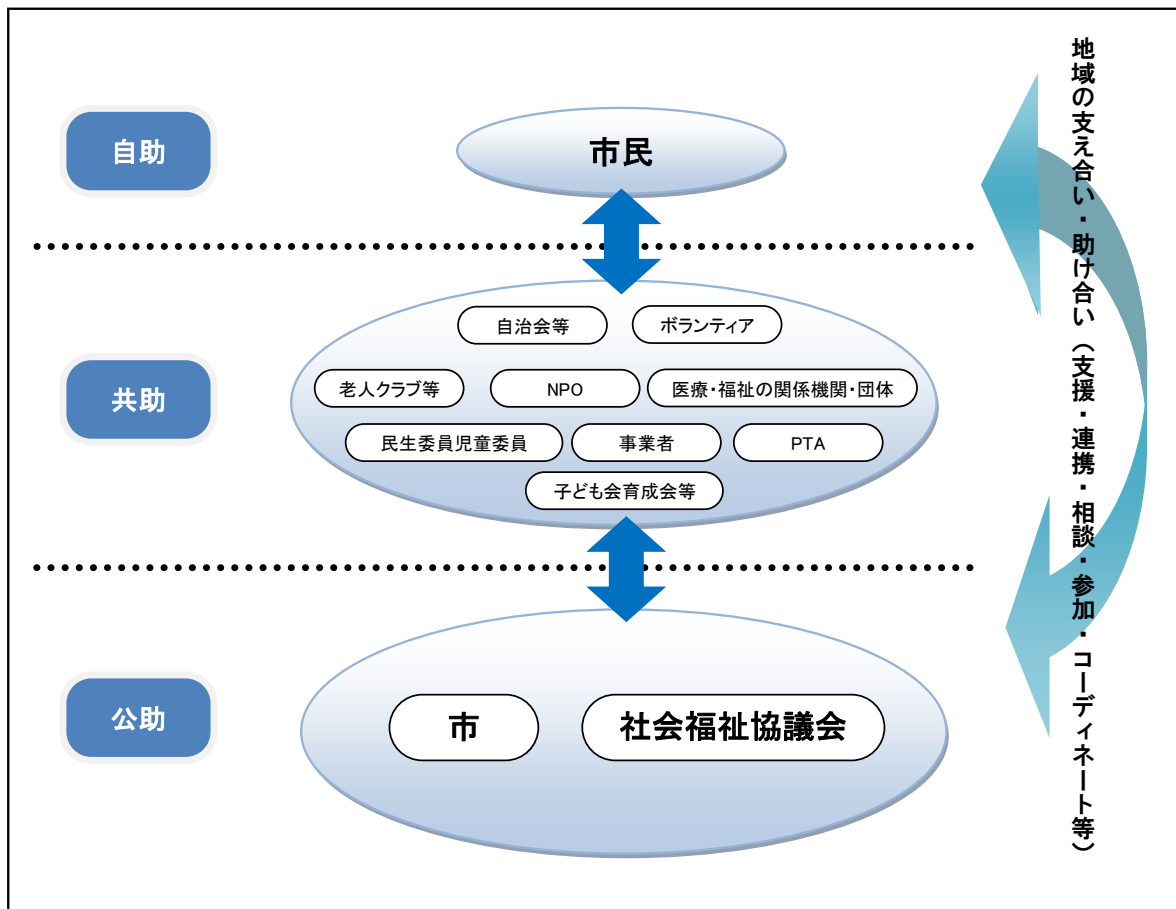 自助
市民
共助
自治会等
ボランティア
老人クラブ等
NPO
医療・福祉の関係機関・団体
民生委員児童委員
事業者
PTA
子ども会育成会等
公助
市
社会福祉協議会
地域の支え合い・助け合い（支援・連携・相談・参加・コーディネート等）